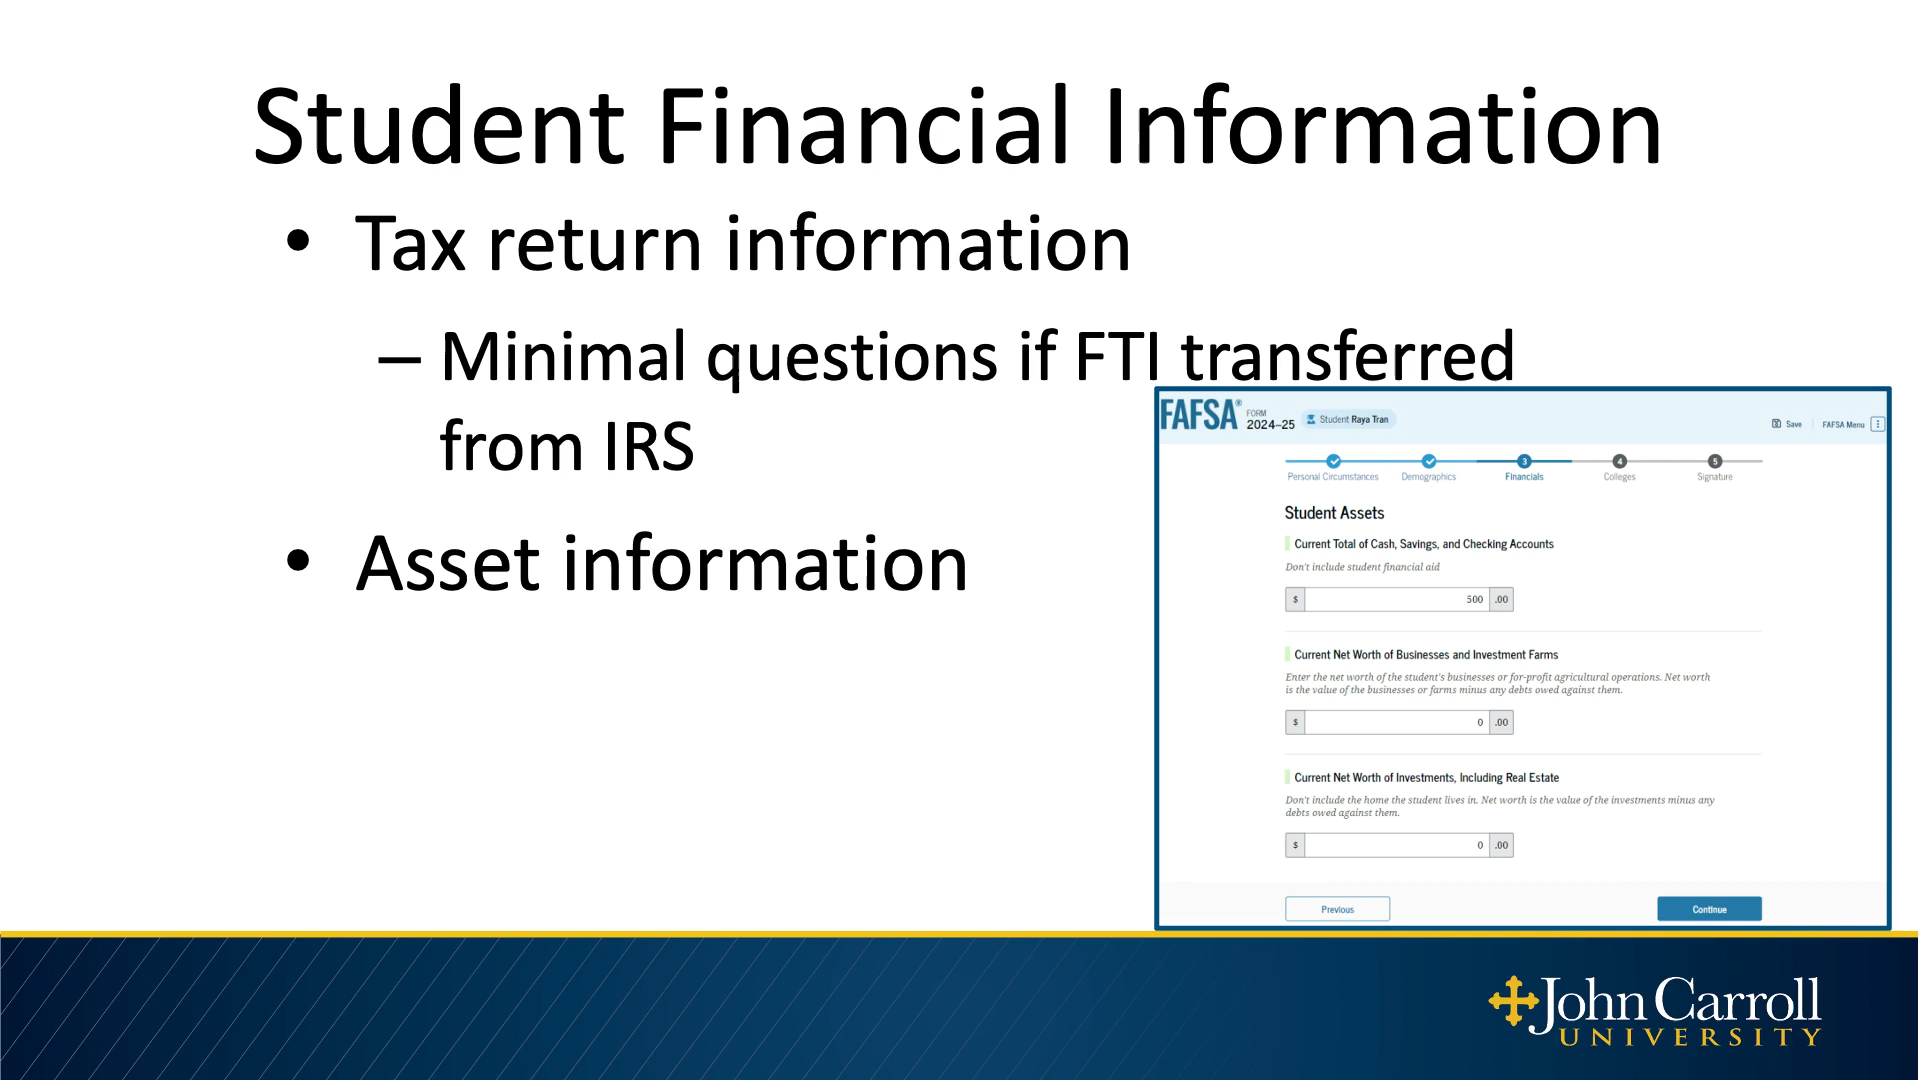 Student Financial Information
• Tax return information
– Minimal questions if FTI transferred
from IRS
• Asset information
FAFSA® FORM 2024–25 Student Raya Tran Save FAFSA Menu
3 4 5
Personal Circumstances Demographics Financials Colleges Signature
Student Assets
Current Total of Cash, Savings, and Checking Accounts
Don't include student financial aid
$ 500 .00
Current Net Worth of Businesses and Investment Farms
Enter the net worth of the student's businesses or for-profit agricultural operations. Net worth
is the value of the businesses or farms minus any debts owed against them.
$ 0 .00
Current Net Worth of Investments, Including Real Estate
Don't include the home the student lives in. Net worth is the value of the investments minus any
debts owed against them.
$ 0 .00
Previous Continue
John Carroll
UNIVERSITY